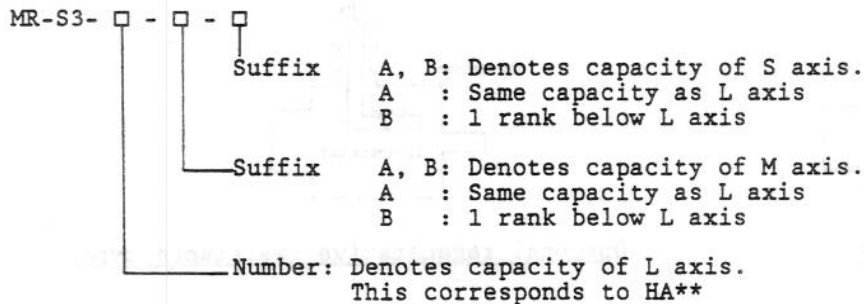 MR-S3- □ - □ - □
Suffix A, B: Denotes capacity of S axis.
A : Same capacity as L axis
B : 1 rank below L axis
Suffix A, B: Denotes capacity of M axis.
A : Same capacity as L axis
B : 1 rank below L axis
Number: Denotes capacity of L axis.
This corresponds to HA**